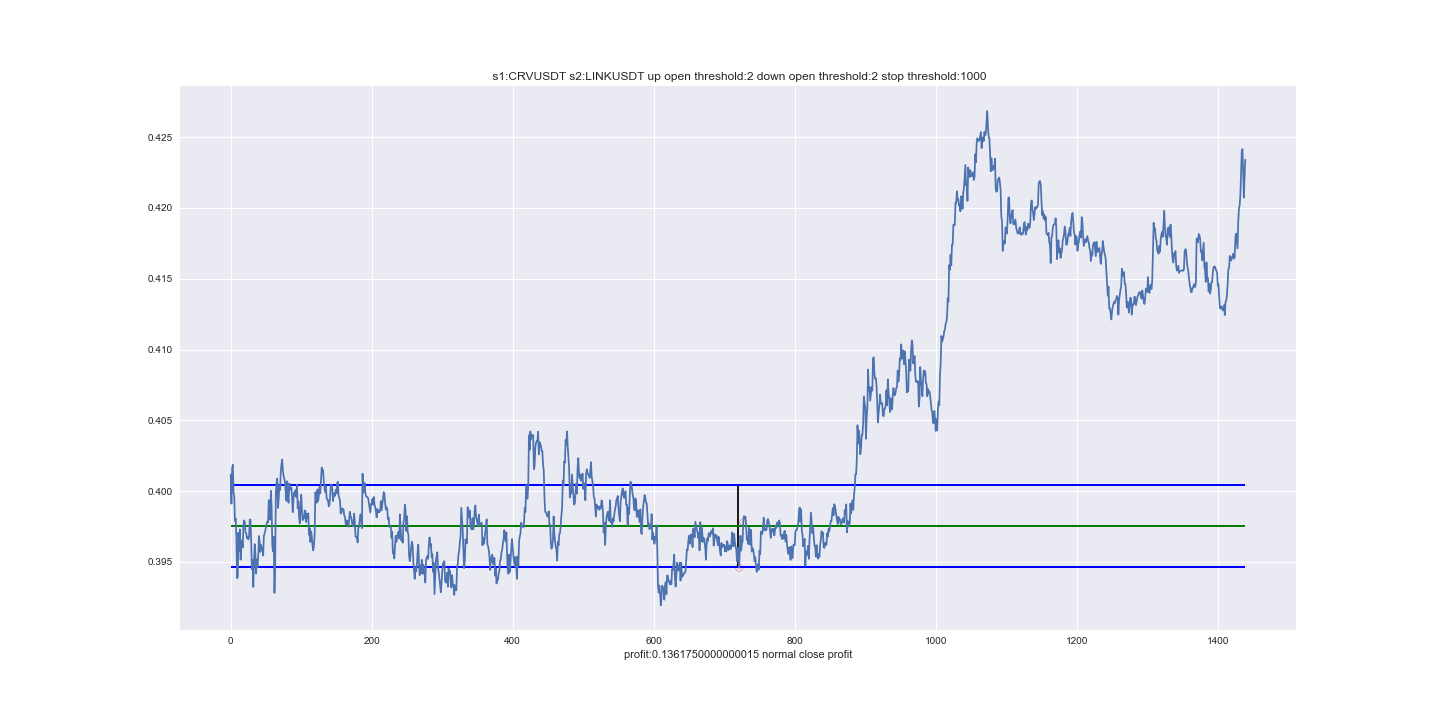 s1:CRVUSDT s2:LINKUSDT up open threshold:2 down open threshold:2 stop threshold:1000
0.425
0.420
0.415
0.410
0.405
0.400
0.395
0 200 400 600 800 1000 1200 1400
profit:0.1361750000000015 normal close profit